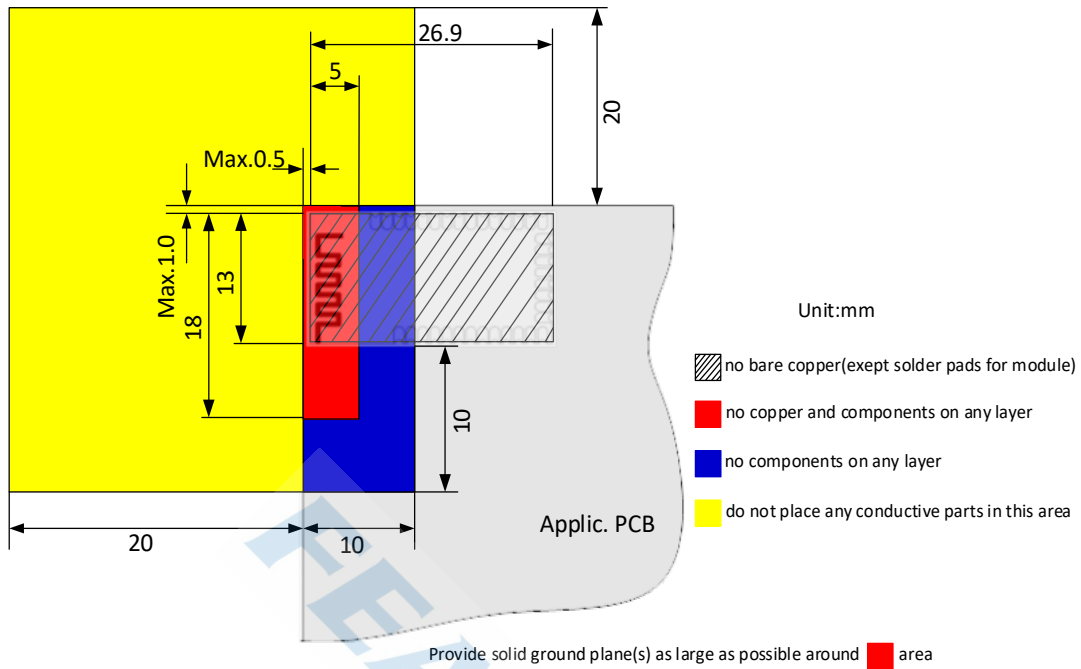 26.9
5
20
Max.0.5
Max.1.0
13
18
10
Unit:mm
no bare copper(exept solder pads for module)
no copper and components on any layer
no components on any layer
do not place any conductive parts in this area
Applic. PCB
20
10
Provide solid ground plane(s) as large as possible around area